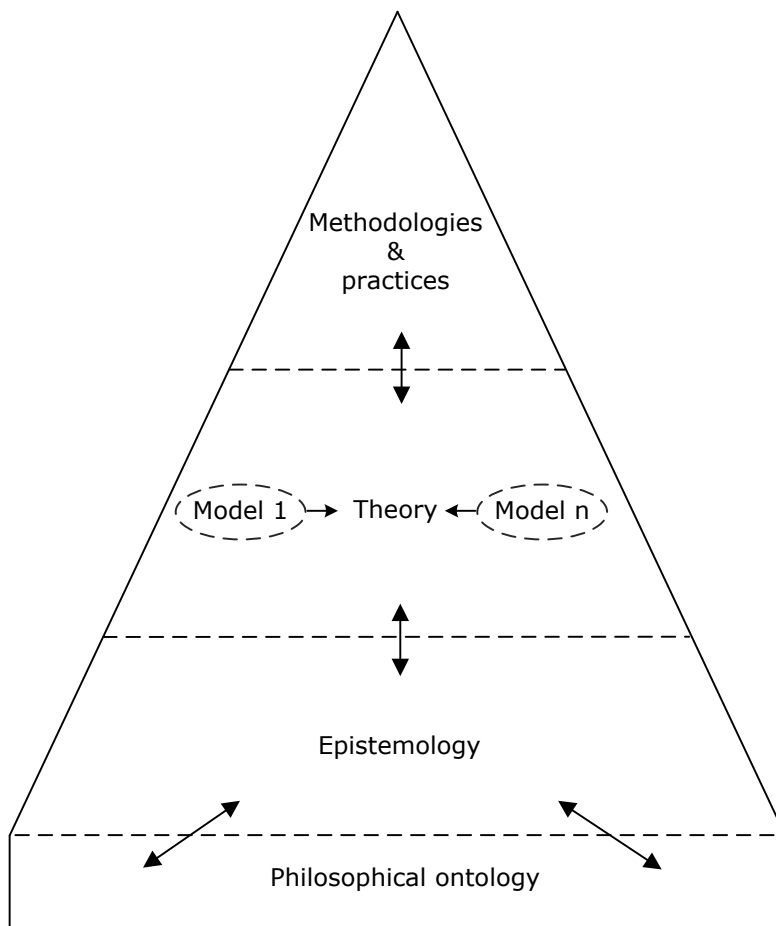 Methodologies
&
practices
Model 1 Theory Model n
Epistemology
Philosophical ontology